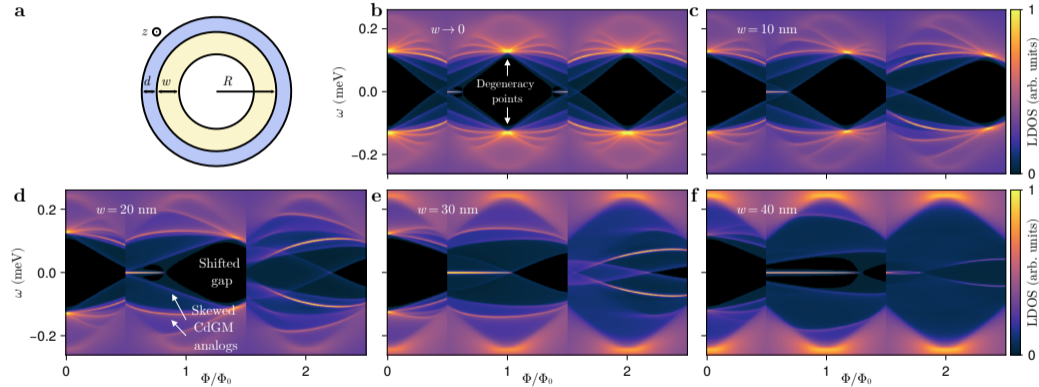 a
z
d
w
R
b
w → 0
Degeneracy
points
0.2
0.0
−0.2
ω (meV)
c
w = 10 nm
1
0
LDOS (arb. units)
d
w = 20 nm
Shifted
gap
Skewed
CdGM
analogs
0.2
0.0
−0.2
ω (meV)
0
1
2
Φ/Φ₀
e
w = 30 nm
0
1
2
Φ/Φ₀
f
w = 40 nm
0
1
2
Φ/Φ₀
1
0
LDOS (arb. units)